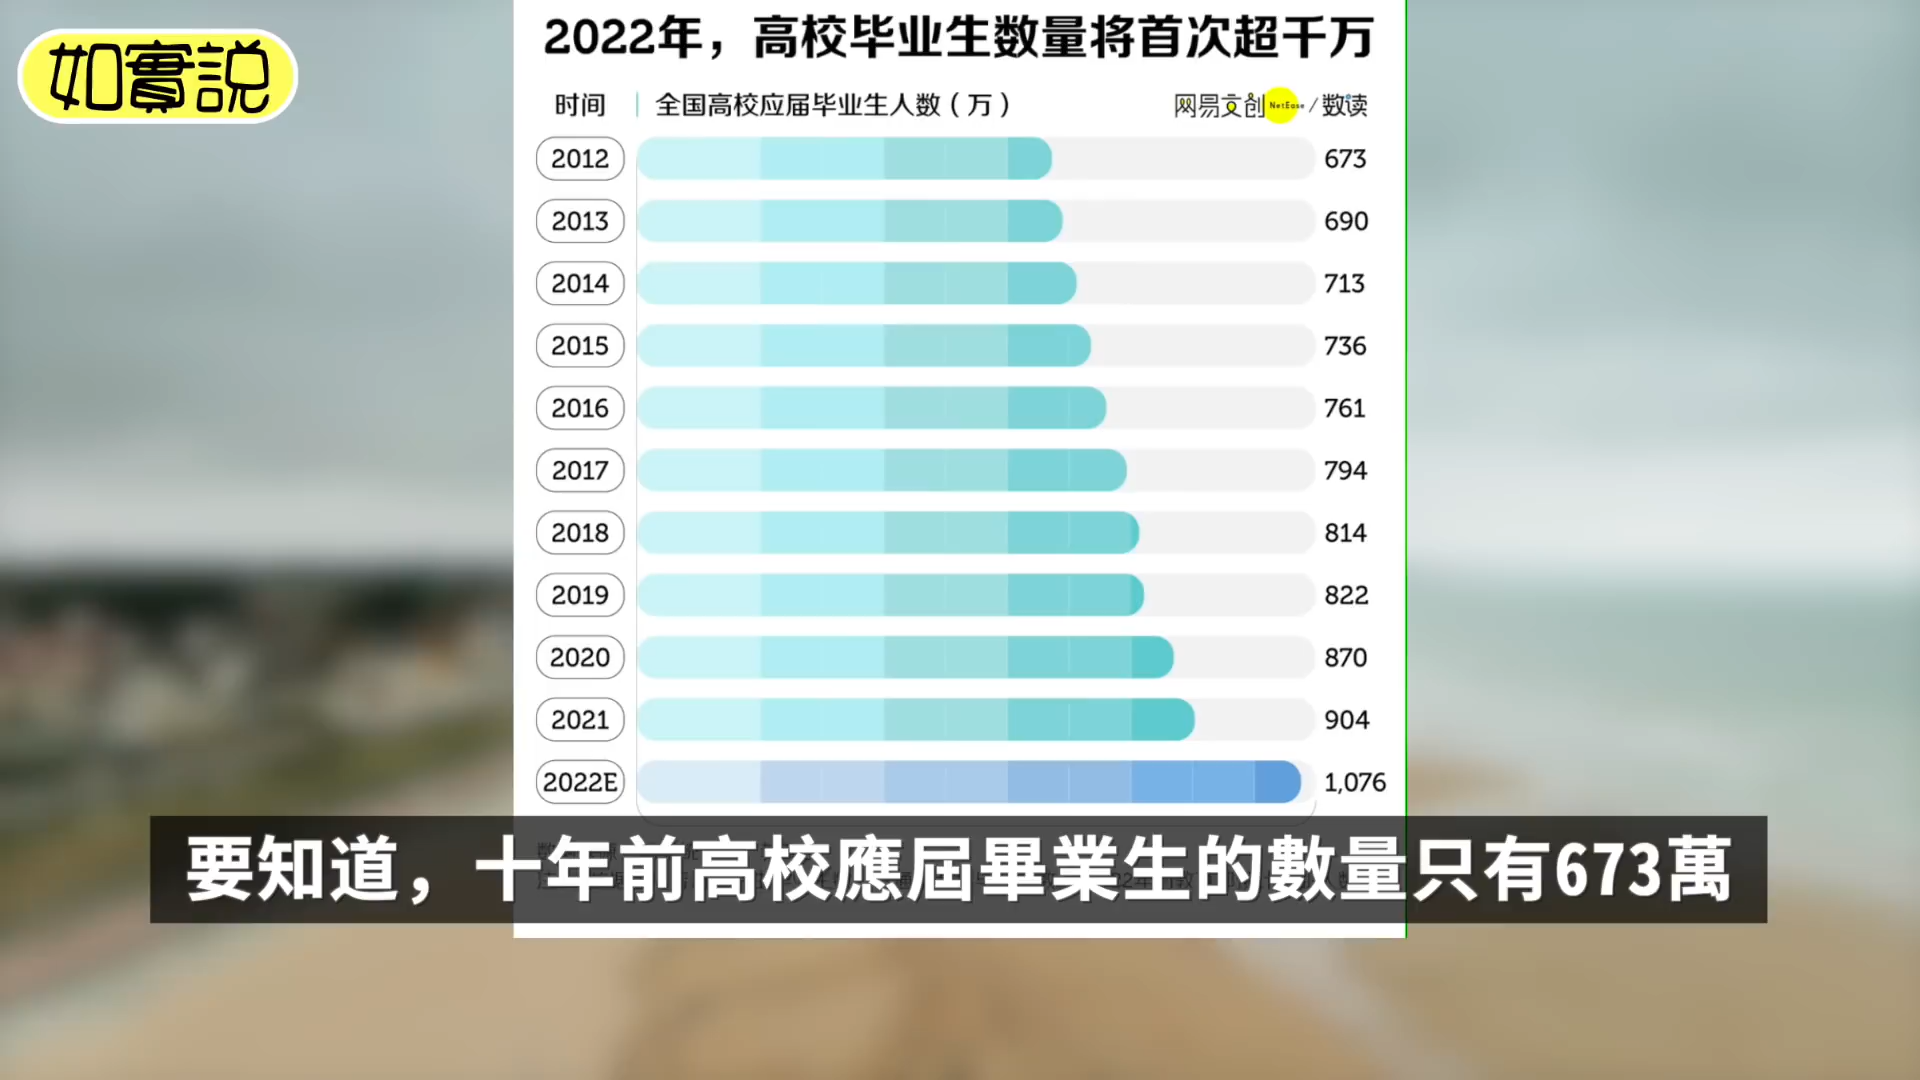 如實説
2022年，高校毕业生数量将首次超千万
时间 全国高校应届毕业生人数（万） 网易文创 NetEase / 数读
2012 673
2013 690
2014 713
2015 736
2016 761
2017 794
2018 814
2019 822
2020 870
2021 904
2022E 1,076
要知道，十年前高校應屆畢業生的數量只有673萬